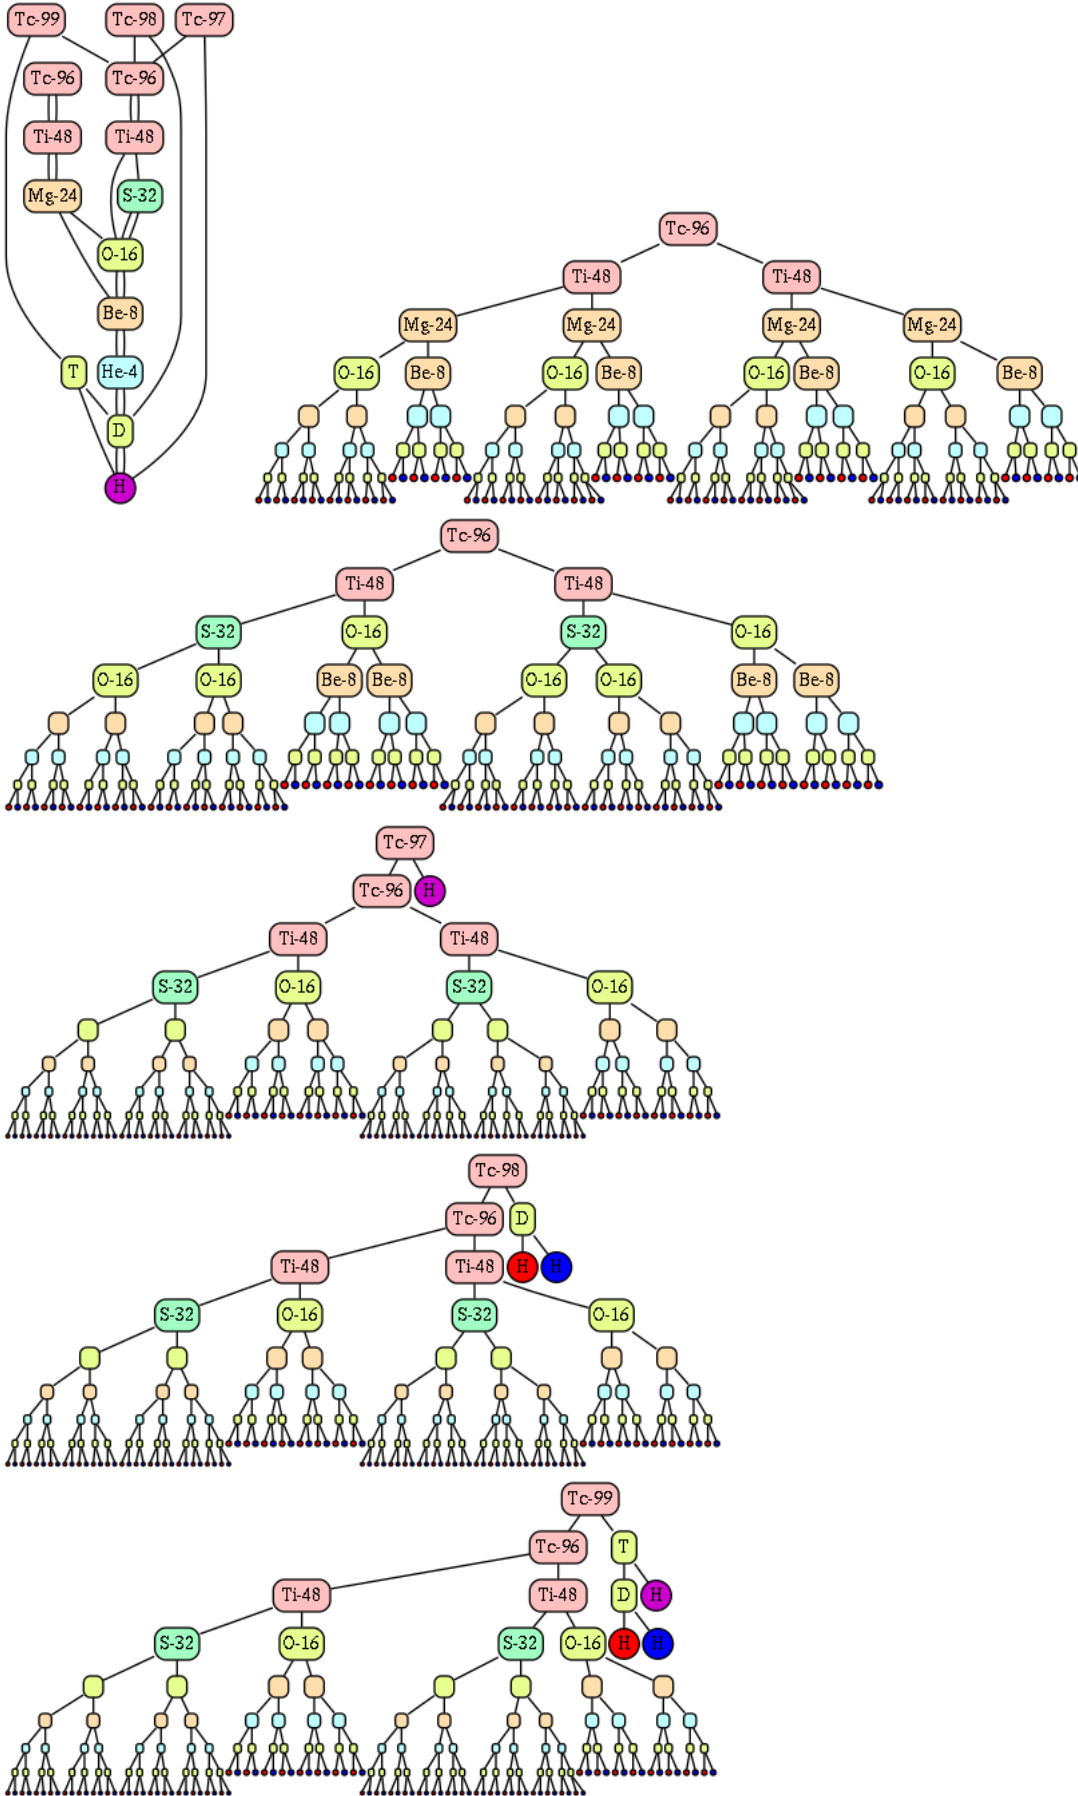 Tc-99 Tc-98 Tc-97
Tc-96 Tc-96
Ti-48 Ti-48
Mg-24 S-32
O-16
Be-8
T He-4
D
H
Tc-96
Ti-48 Ti-48
Mg-24 Mg-24 Mg-24 Mg-24
O-16 Be-8 O-16 Be-8 O-16 Be-8 O-16 Be-8
Tc-96
Ti-48 Ti-48
S-32 O-16 S-32 O-16
O-16 O-16 Be-8 Be-8 O-16 O-16 Be-8 Be-8
Tc-97
Tc-96 H
Ti-48 Ti-48
S-32 O-16 S-32 O-16
Tc-98
Tc-96 D
Ti-48 Ti-48 H H
S-32 O-16 S-32 O-16
Tc-99
Tc-96 T
Ti-48 Ti-48 D H
S-32 O-16 S-32 O-16 H H